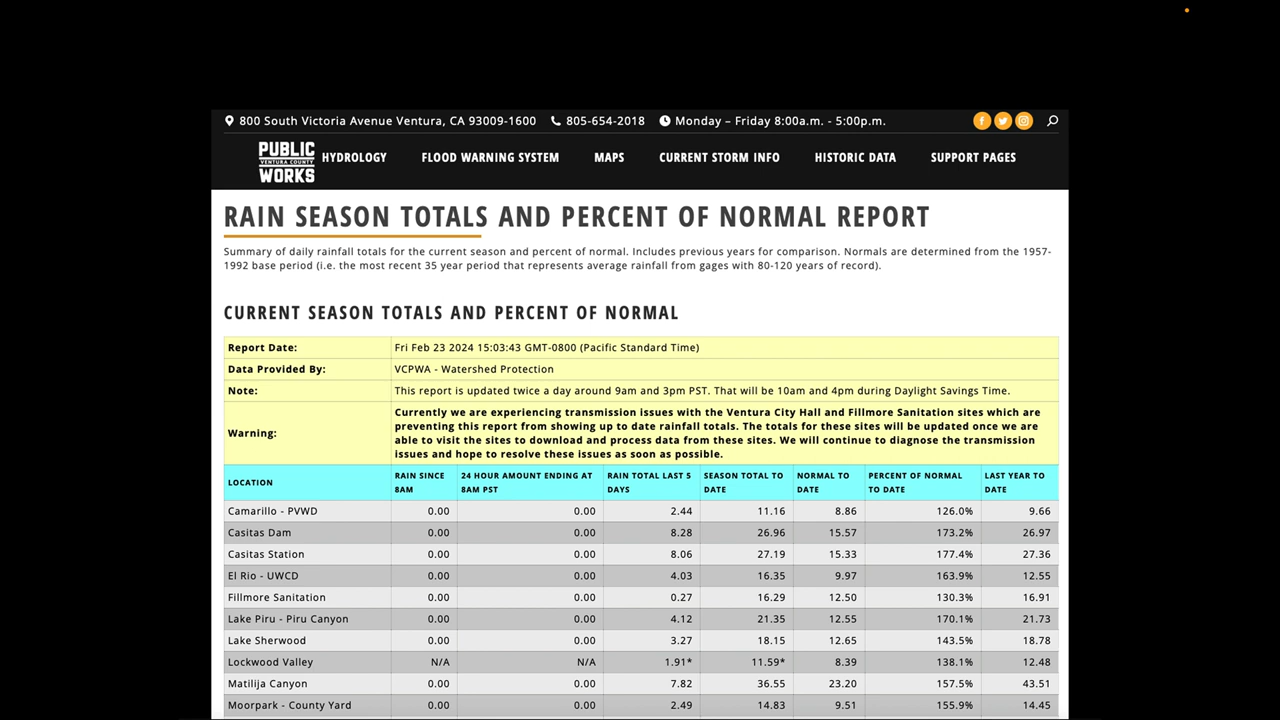 800 South Victoria Avenue Ventura, CA 93009-1600 805-654-2018 Monday – Friday 8:00a.m. - 5:00p.m.
PUBLIC
VENTURA COUNTY
WORKS
HYDROLOGY FLOOD WARNING SYSTEM MAPS CURRENT STORM INFO HISTORIC DATA SUPPORT PAGES
RAIN SEASON TOTALS AND PERCENT OF NORMAL REPORT
Summary of daily rainfall totals for the current season and percent of normal. Includes previous years for comparison. Normals are determined from the 1957-
1992 base period (i.e. the most recent 35 year period that represents average rainfall from gages with 80-120 years of record).
CURRENT SEASON TOTALS AND PERCENT OF NORMAL
Report Date: Fri Feb 23 2024 15:03:43 GMT-0800 (Pacific Standard Time)
Data Provided By: VCPWA - Watershed Protection
Note: This report is updated twice a day around 9am and 3pm PST. That will be 10am and 4pm during Daylight Savings Time.
Warning: Currently we are experiencing transmission issues with the Ventura City Hall and Fillmore Sanitation sites which are
preventing this report from showing up to date rainfall totals. The totals for these sites will be updated once we are
able to visit the sites to download and process data from these sites. We will continue to diagnose the transmission
issues and hope to resolve these issues as soon as possible.
LOCATION RAIN SINCE 24 HOUR AMOUNT ENDING AT RAIN TOTAL LAST 5 SEASON TOTAL TO NORMAL TO PERCENT OF NORMAL LAST YEAR TO
8AM 8AM PST DAYS DATE DATE TO DATE DATE
Camarillo - PVWD 0.00 0.00 2.44 11.16 8.86 126.0% 9.66
Casitas Dam 0.00 0.00 8.28 26.96 15.57 173.2% 26.97
Casitas Station 0.00 0.00 8.06 27.19 15.33 177.4% 27.36
El Rio - UWCD 0.00 0.00 4.03 16.35 9.97 163.9% 12.55
Fillmore Sanitation 0.00 0.00 0.27 16.29 12.50 130.3% 16.91
Lake Piru - Piru Canyon 0.00 0.00 4.12 21.35 12.55 170.1% 21.73
Lake Sherwood 0.00 0.00 3.27 18.15 12.65 143.5% 18.78
Lockwood Valley N/A N/A 1.91* 11.59* 8.39 138.1% 12.48
Matilija Canyon 0.00 0.00 7.82 36.55 23.20 157.5% 43.51
Moorpark - County Yard 0.00 0.00 2.49 14.83 9.51 155.9% 14.45